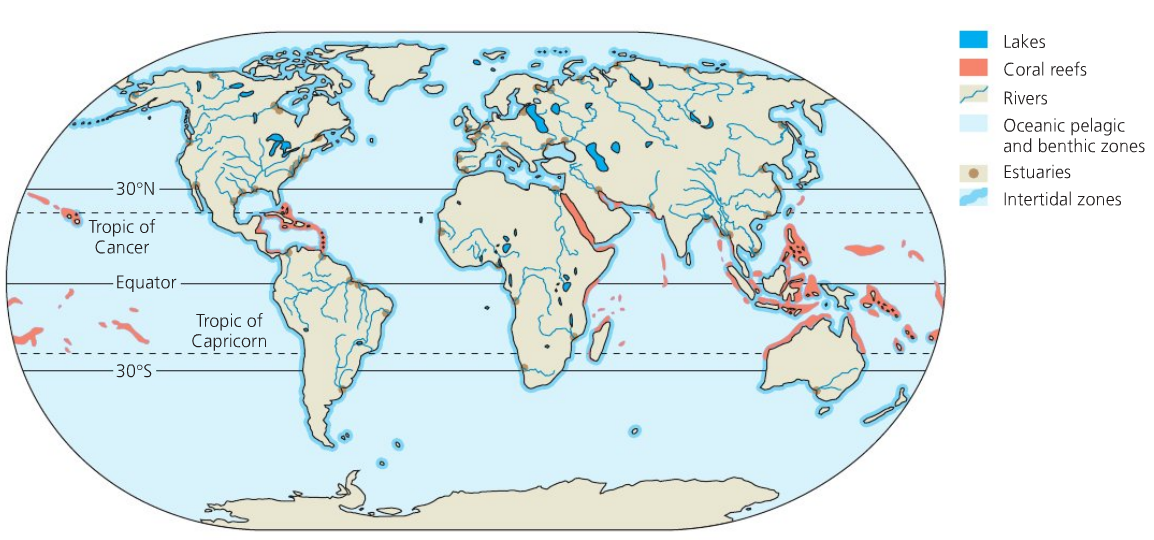 Lakes
Coral reefs
Rivers
Oceanic pelagic
and benthic zones
Estuaries
Intertidal zones
30°N
Tropic of
Cancer
Equator
Tropic of
Capricorn
30°S